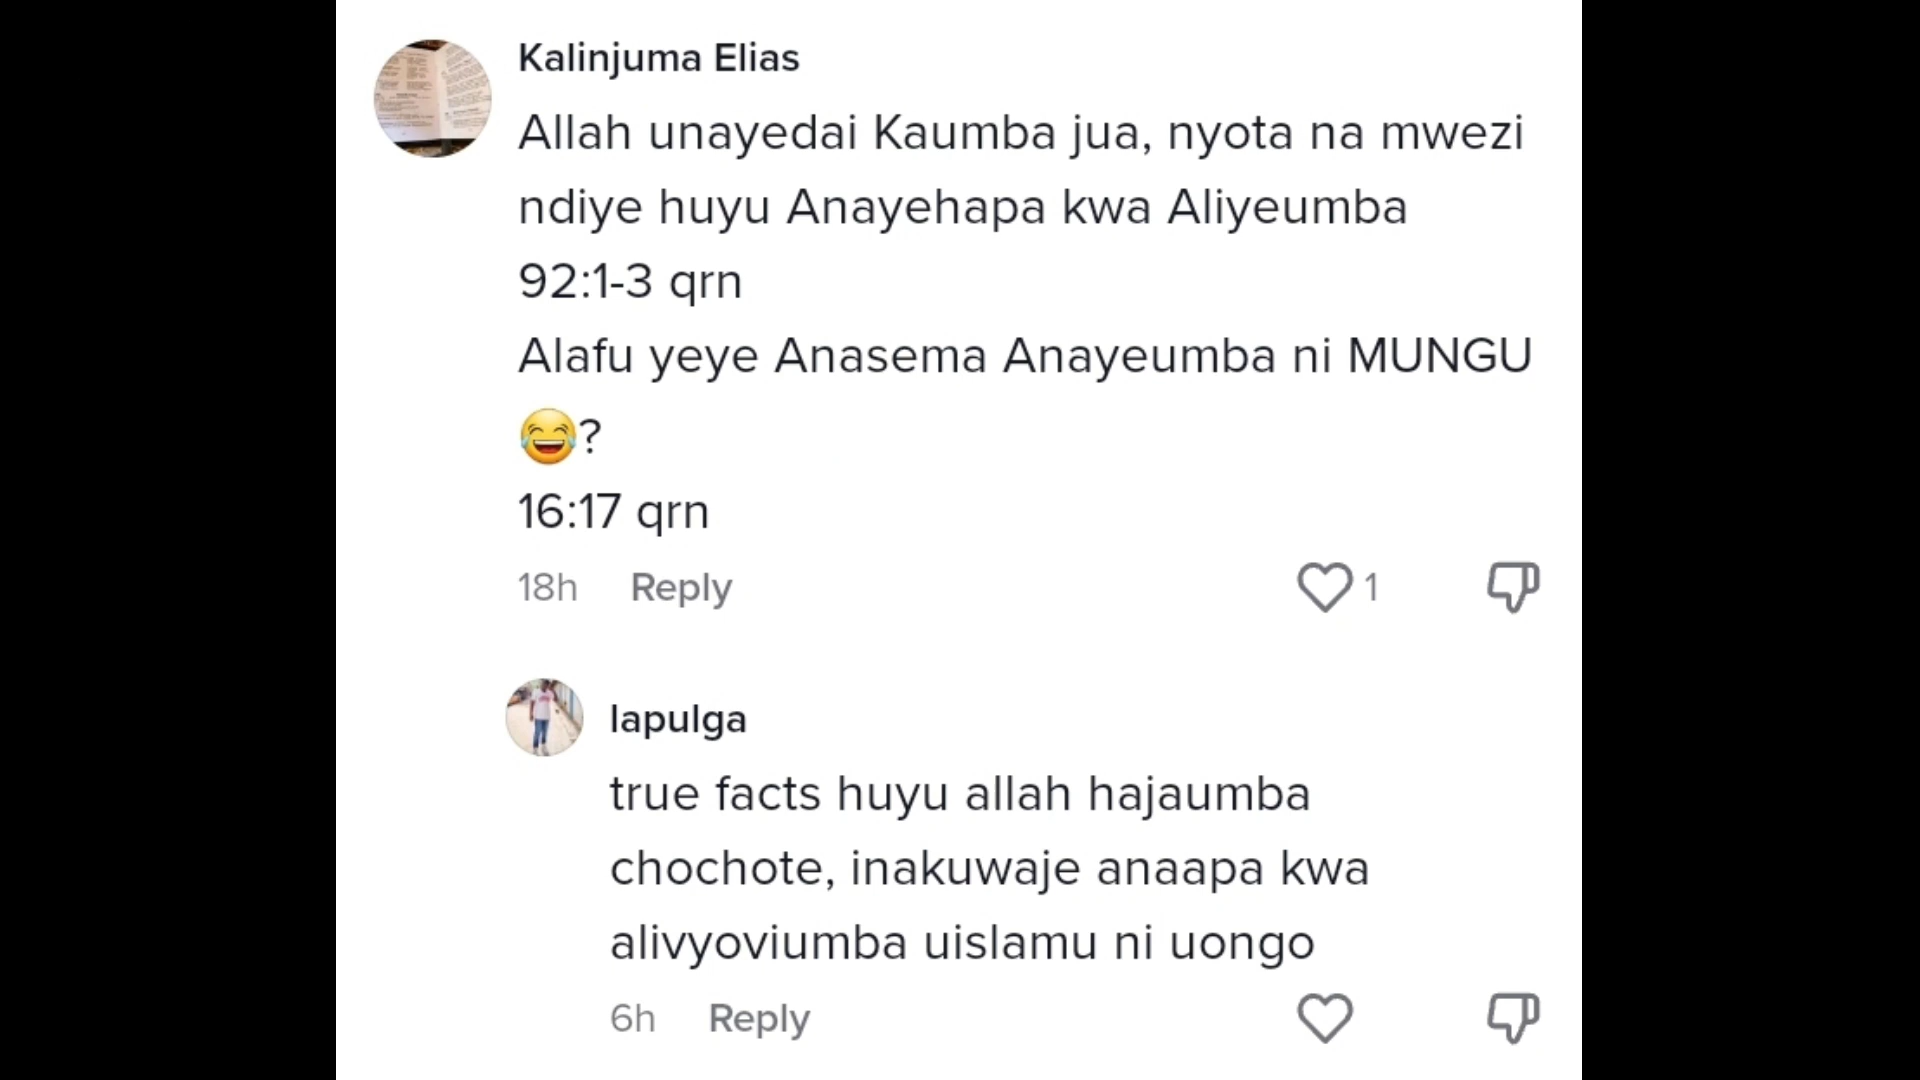 Kalinjuma Elias
Allah unayedai Kaumba jua, nyota na mwezi
ndiye huyu Anayehapa kwa Aliyeumba
92:1-3 qrn
Alafu yeye Anasema Anayeumba ni MUNGU
😂?
16:17 qrn
18h Reply 1
lapulga
true facts huyu allah hajaumba
chochote, inakuwaje anaapa kwa
alivyoviumba uislamu ni uongo
6h Reply